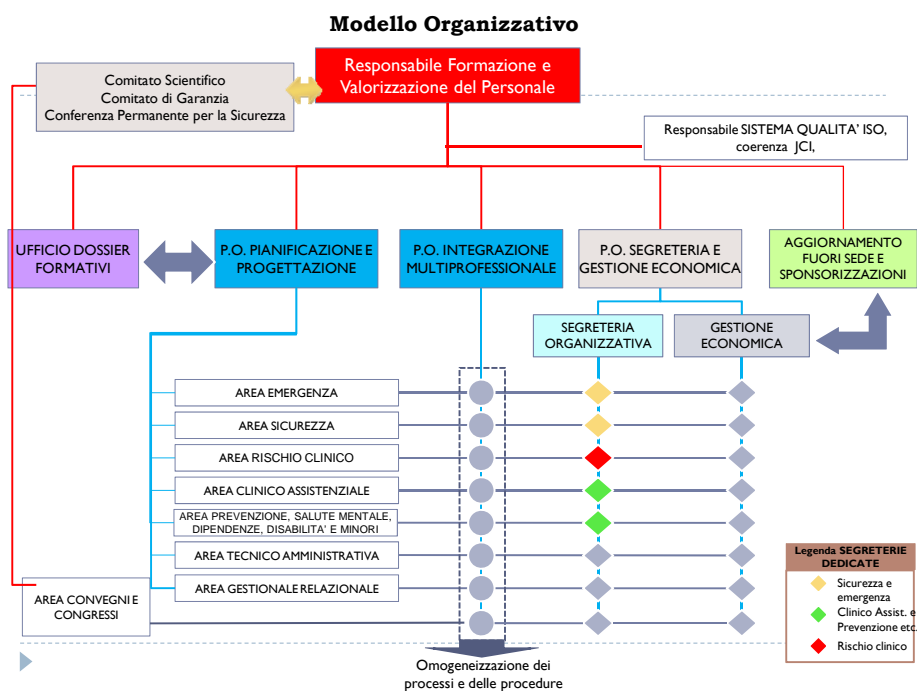 Modello Organizzativo
Responsabile Formazione e
Valorizzazione del Personale
Comitato Scientifico
Comitato di Garanzia
Conferenza Permanente per la Sicurezza
Responsabile SISTEMA QUALITA' ISO,
coerenza JCI,
UFFICIO DOSSIER
FORMATIVI
P.O. PIANIFICAZIONE E
PROGETTAZIONE
P.O. INTEGRAZIONE
MULTIPROFESSIONALE
P.O. SEGRETERIA E
GESTIONE ECONOMICA
AGGIORNAMENTO
FUORI SEDE E
SPONSORIZZAZIONI
SEGRETERIA
ORGANIZZATIVA
GESTIONE
ECONOMICA
AREA EMERGENZA
AREA SICUREZZA
AREA RISCHIO CLINICO
AREA CLINICO ASSISTENZIALE
AREA PREVENZIONE, SALUTE MENTALE,
DIPENDENZE, DISABILITA' E MINORI
AREA TECNICO AMMINISTRATIVA
AREA GESTIONALE RELAZIONALE
AREA CONVEGNI E
CONGRESSI
Legenda SEGRETERIE
DEDICATE
Sicurezza e
emergenza
Clinico Assist. e
Prevenzione etc.
Rischio clinico
Omogeneizzazione dei
processi e delle procedure